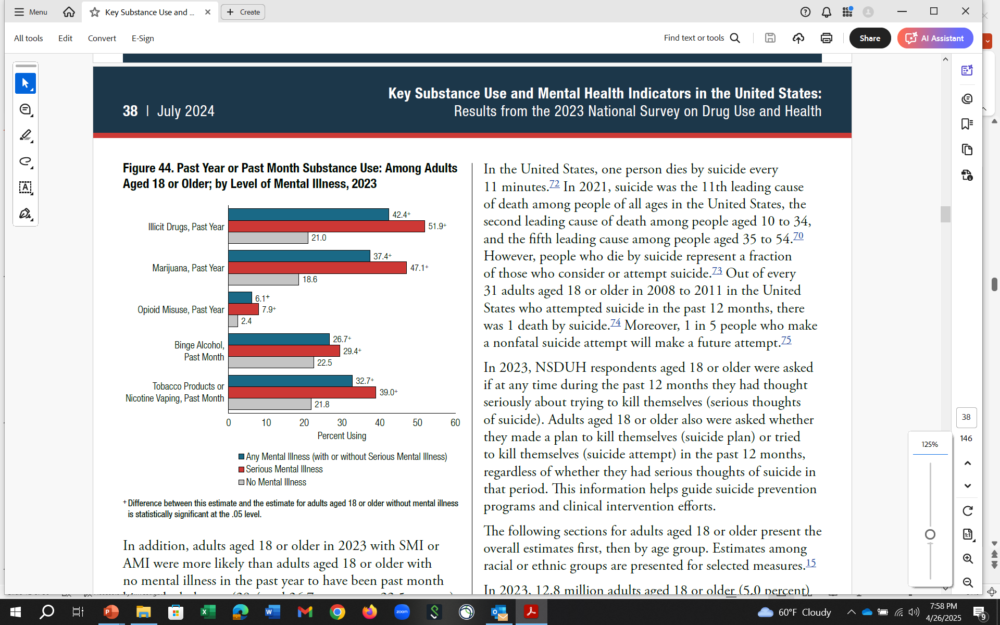 Menu
Key Substance Use and ...
Create
All tools
Edit
Convert
E-Sign
Find text or tools
Share
AI Assistant
38 | July 2024
Key Substance Use and Mental Health Indicators in the United States:
Results from the 2023 National Survey on Drug Use and Health
Figure 44. Past Year or Past Month Substance Use: Among Adults
Aged 18 or Older; by Level of Mental Illness, 2023
Illicit Drugs, Past Year
42.4+
51.9+
21.0
Marijuana, Past Year
37.4+
47.1+
18.6
Opioid Misuse, Past Year
6.1+
7.9+
2.4
Binge Alcohol,
Past Month
26.7+
29.4+
22.5
Tobacco Products or
Nicotine Vaping, Past Month
32.7+
39.0+
21.8
0 10 20 30 40 50 60
Percent Using
Any Mental Illness (with or without Serious Mental Illness)
Serious Mental Illness
No Mental Illness
+ Difference between this estimate and the estimate for adults aged 18 or older without mental illness
is statistically significant at the .05 level.
In addition, adults aged 18 or older in 2023 with SMI or
AMI were more likely than adults aged 18 or older with
no mental illness in the past year to have been past month
In the United States, one person dies by suicide every
11 minutes.72 In 2021, suicide was the 11th leading cause
of death among people of all ages in the United States, the
second leading cause of death among people aged 10 to 34,
and the fifth leading cause among people aged 35 to 54.70
However, people who die by suicide represent a fraction
of those who consider or attempt suicide.73 Out of every
31 adults aged 18 or older in 2008 to 2011 in the United
States who attempted suicide in the past 12 months, there
was 1 death by suicide.74 Moreover, 1 in 5 people who make
a nonfatal suicide attempt will make a future attempt.75
In 2023, NSDUH respondents aged 18 or older were asked
if at any time during the past 12 months they had thought
seriously about trying to kill themselves (serious thoughts
of suicide). Adults aged 18 or older also were asked whether
they made a plan to kill themselves (suicide plan) or tried
to kill themselves (suicide attempt) in the past 12 months,
regardless of whether they had serious thoughts of suicide in
that period. This information helps guide suicide prevention
programs and clinical intervention efforts.
The following sections for adults aged 18 or older present the
overall estimates first, then by age group. Estimates among
racial or ethnic groups are presented for selected measures.15
In 2023, 12.8 million adults aged 18 or older (5.0 percent)
38
146
125%
1:1
zoom
60°F Cloudy
7:58 PM
4/26/2025
9